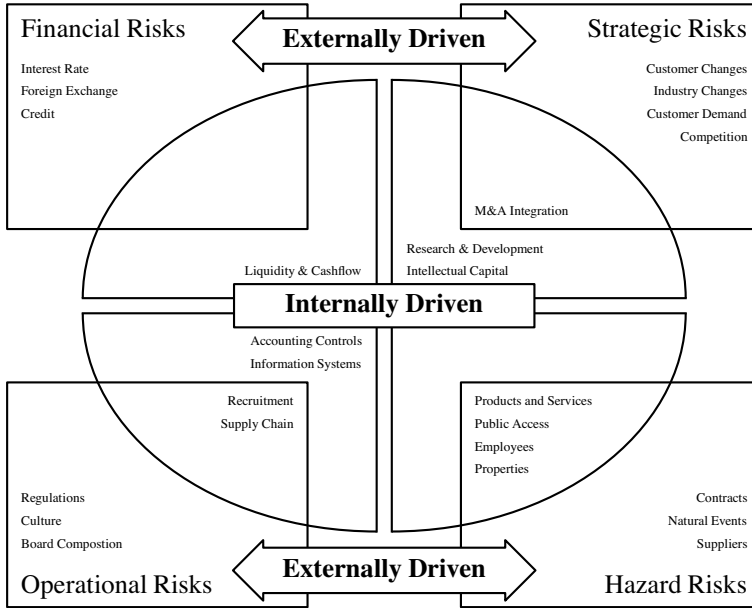 Financial Risks
Externally Driven
Strategic Risks
Interest Rate
Foreign Exchange
Credit
Customer Changes
Industry Changes
Customer Demand
Competition
M&A Integration
Research & Development
Liquidity & Cashflow
Intellectual Capital
Internally Driven
Accounting Controls
Information Systems
Recruitment
Supply Chain
Products and Services
Public Access
Employees
Properties
Regulations
Culture
Board Compostion
Contracts
Natural Events
Suppliers
Operational Risks
Externally Driven
Hazard Risks